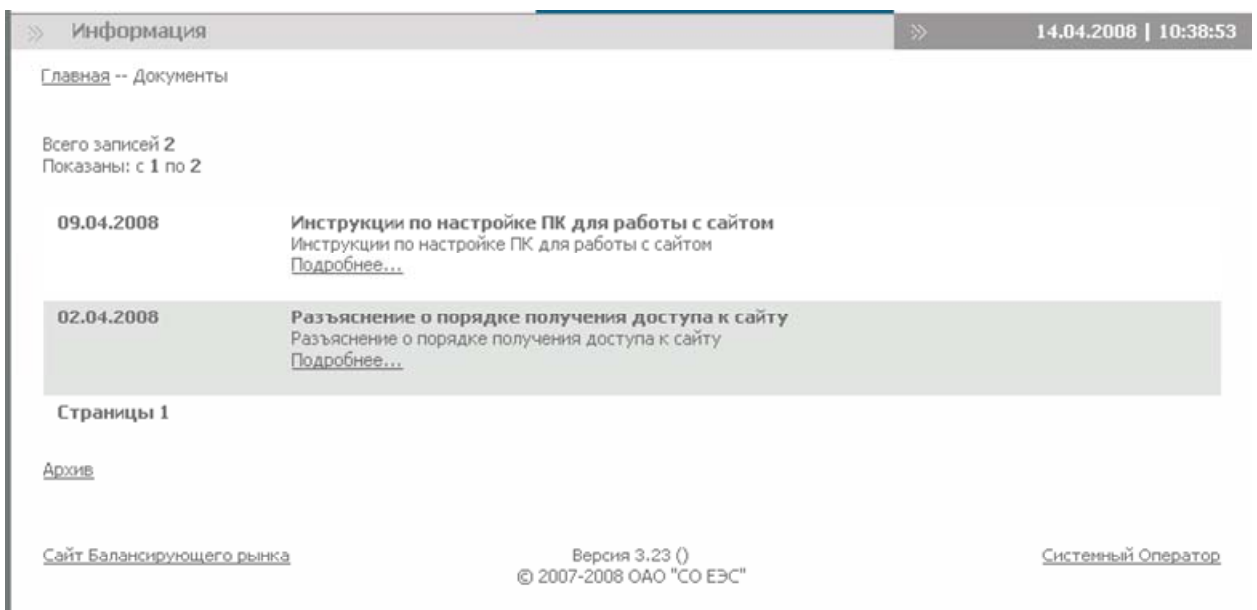 Информация
14.04.2008 | 10:38:53
Главная -- Документы
Всего записей 2
Показаны: с 1 по 2
09.04.2008
Инструкции по настройке ПК для работы с сайтом
Инструкции по настройке ПК для работы с сайтом
Подробнее...
02.04.2008
Разъяснение о порядке получения доступа к сайту
Разъяснение о порядке получения доступа к сайту
Подробнее...
Страницы 1
Архив
Сайт Балансирующего рынка
Версия 3.23 ()
© 2007-2008 ОАО "СО ЕЭС"
Системный Оператор